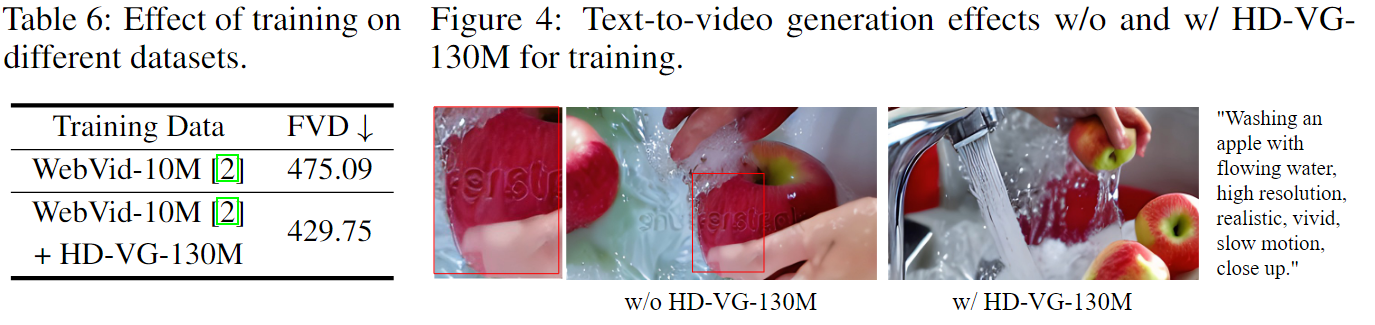 Table 6: Effect of training on
different datasets.
Training Data FVD ↓
WebVid-10M [2] 475.09
WebVid-10M [2]
+ HD-VG-130M 429.75
Figure 4: Text-to-video generation effects w/o and w/ HD-VG-
130M for training.
w/o HD-VG-130M
w/ HD-VG-130M
"Washing an
apple with
flowing water,
high resolution,
realistic, vivid,
slow motion,
close up."